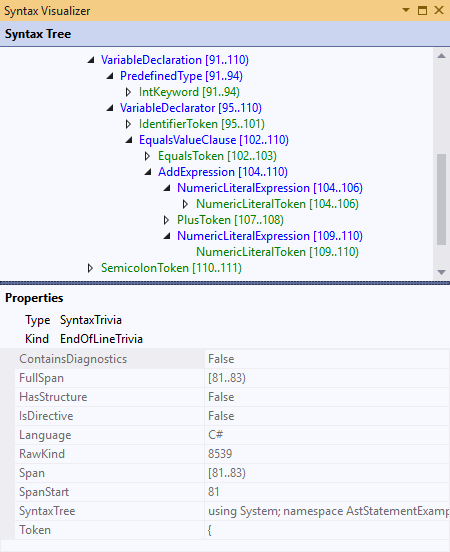 Syntax Visualizer
Syntax Tree
VariableDeclaration [91..110)
PredefinedType [91..94)
IntKeyword [91..94)
VariableDeclarator [95..110)
IdentifierToken [95..101)
EqualsValueClause [102..110)
EqualsToken [102..103)
AddExpression [104..110)
NumericLiteralExpression [104..106)
NumericLiteralToken [104..106)
PlusToken [107..108)
NumericLiteralExpression [109..110)
NumericLiteralToken [109..110)
SemicolonToken [110..111)
Properties
Type SyntaxTrivia
Kind EndOfLineTrivia
ContainsDiagnostics False
FullSpan [81..83)
HasStructure False
IsDirective False
Language C#
RawKind 8539
Span [81..83)
SpanStart 81
SyntaxTree using System; namespace AstStatementExamp
Token {